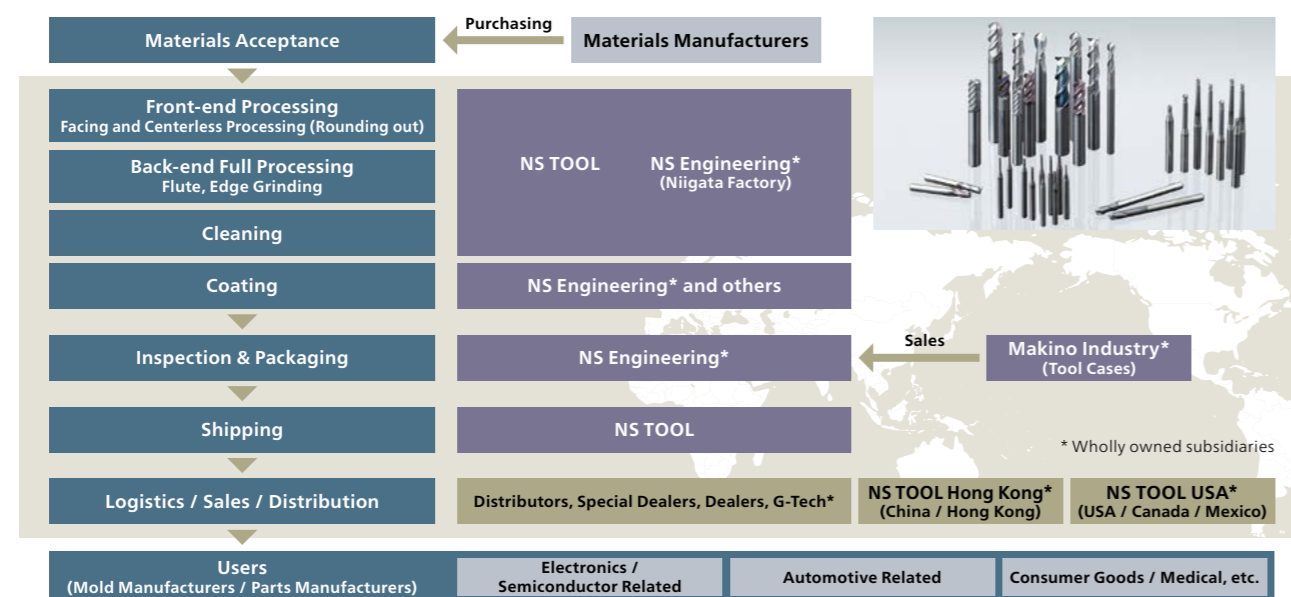 Materials Acceptance
Purchasing
Materials Manufacturers
Front-end Processing
Facing and Centerless Processing (Rounding out)
Back-end Full Processing
Flute, Edge Grinding
Cleaning
NS TOOL
NS Engineering*
(Niigata Factory)
Coating
NS Engineering* and others
Inspection & Packaging
NS Engineering*
Sales
Makino Industry*
(Tool Cases)
Shipping
NS TOOL
* Wholly owned subsidiaries
Logistics / Sales / Distribution
Distributors, Special Dealers, Dealers, G-Tech*
NS TOOL Hong Kong*
(China / Hong Kong)
NS TOOL USA*
(USA / Canada / Mexico)
Users
(Mold Manufacturers / Parts Manufacturers)
Electronics /
Semiconductor Related
Automotive Related
Consumer Goods / Medical, etc.